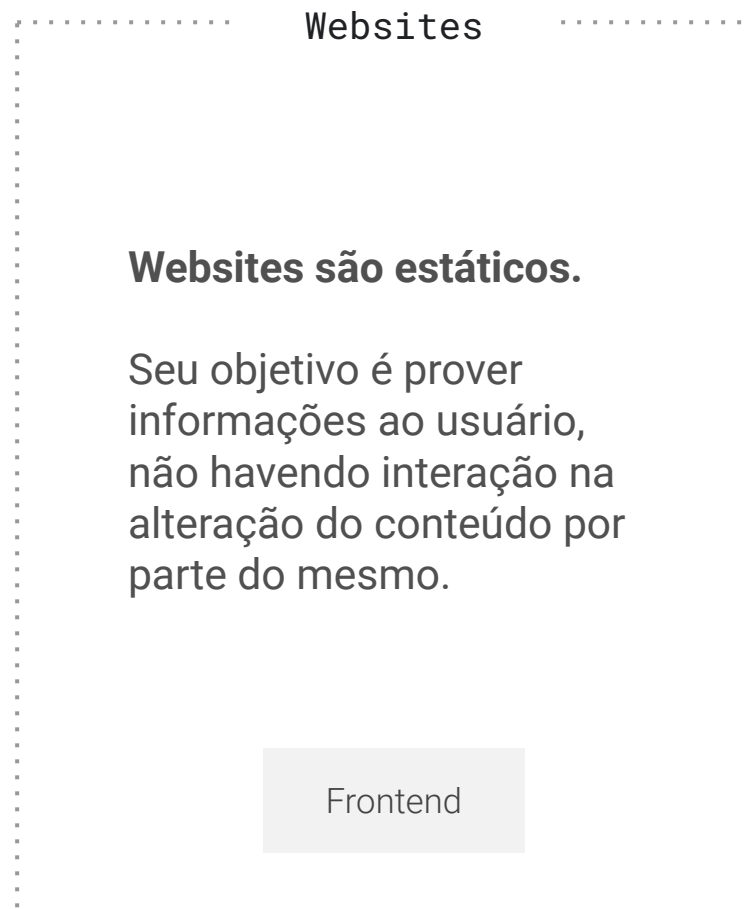 Websites
Websites são estáticos.
Seu objetivo é prover
informações ao usuário,
não havendo interação na
alteração do conteúdo por
parte do mesmo.
Frontend